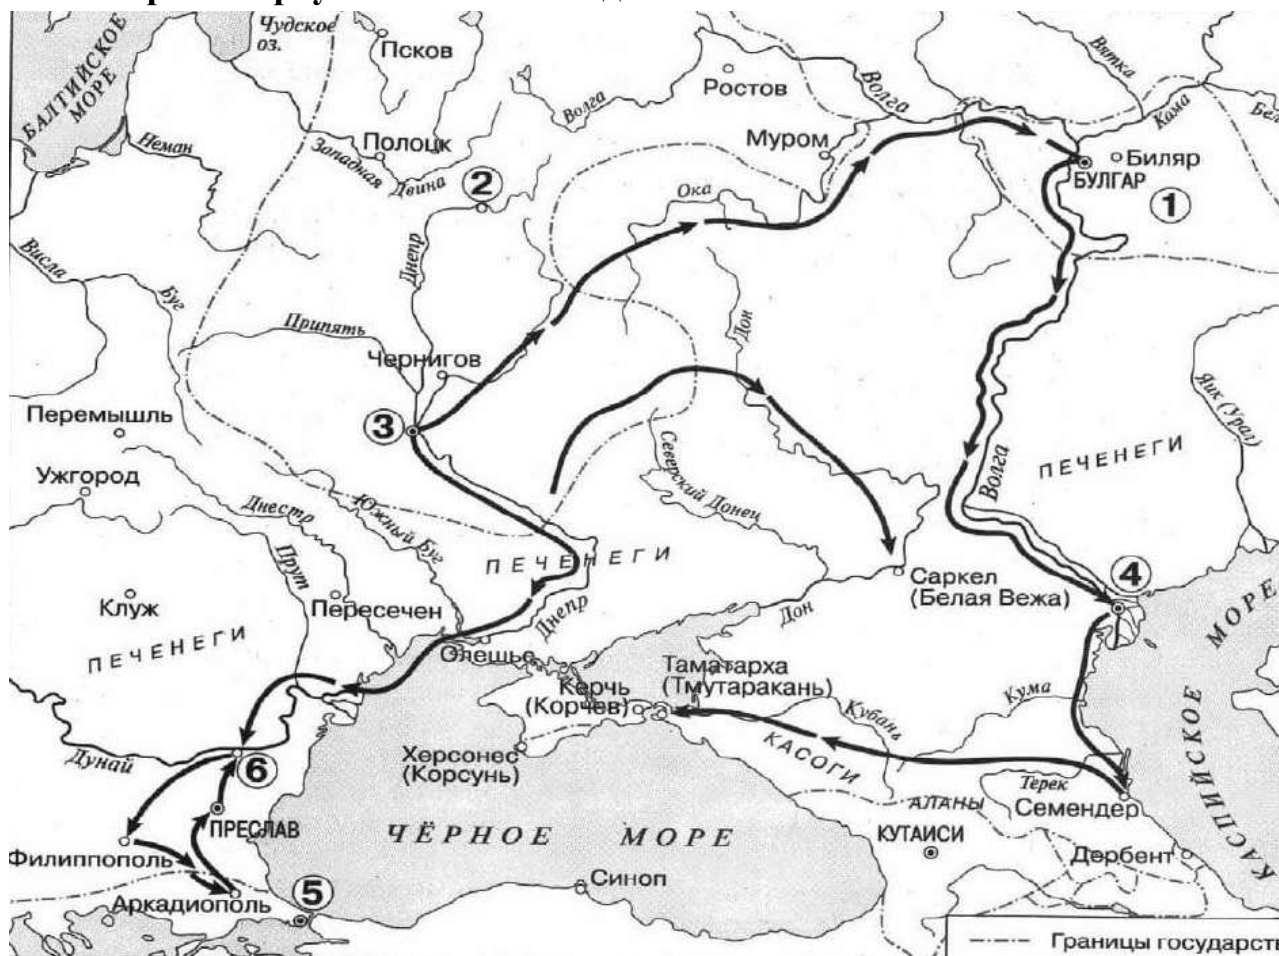 Чудское
оз.
Псков
БАЛТИЙСКОЕ
МОРЕ
Волга
Ростов
Волга
Вятка
Кама
Неман
Полоцк
Западная
Двина
Муром
Биляр
БУЛГАР
2
1
Ока
Висла
Буг
Днепр
Припять
Дон
Чернигов
Яик (Урал)
Перемышль
3
Северский Донец
Волга
ПЕЧЕНЕГИ
Ужгород
Днестр
Южный Буг
Прут
ПЕЧЕНЕГИ
4
Саркел
(Белая Вежа)
Клуж
Пересечен
Днепр
Дон
МОРЕ
ПЕЧЕНЕГИ
Олешье
Таматарха
(Тмутаракань)
Керчь
(Корчев)
Кубань
Кума
КАСОГИ
КАСПИЙСКОЕ
Херсонес
(Корсунь)
Дунай
6
Терек
Семендер
АЛАНЫ
ПРЕСЛАВ
ЧЁРНОЕ МОРЕ
КУТАИСИ
Дербент
Филиппополь
Синоп
5
Аркадиополь
Границы государств